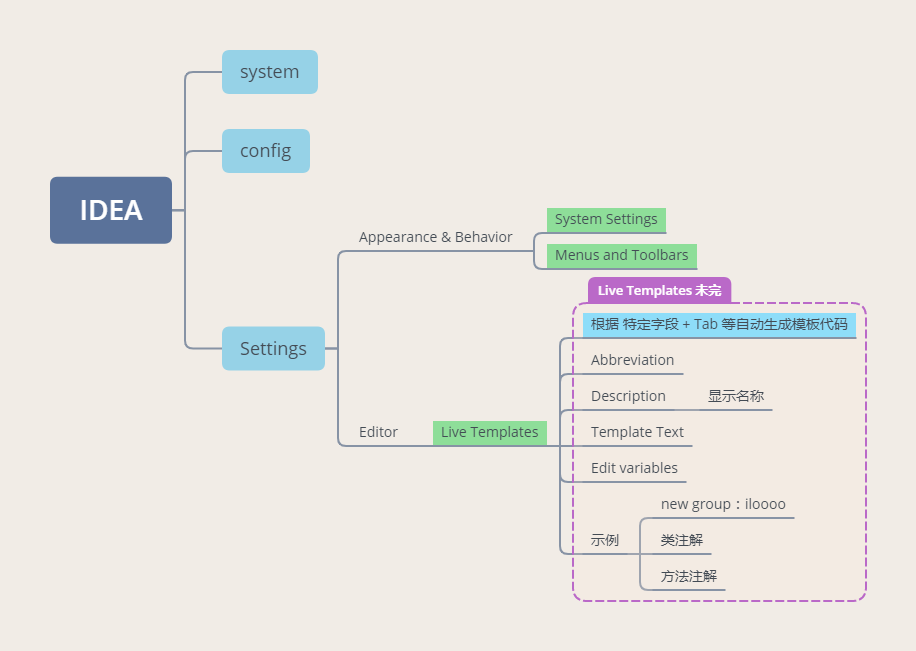 system
config
IDEA
Appearance & Behavior
System Settings
Menus and Toolbars
Settings
Editor
Live Templates
Live Templates 未完
根据 特定字段 + Tab 等自动生成模板代码
Abbreviation
Description
显示名称
Template Text
Edit variables
示例
new group：iloooo
类注解
方法注解